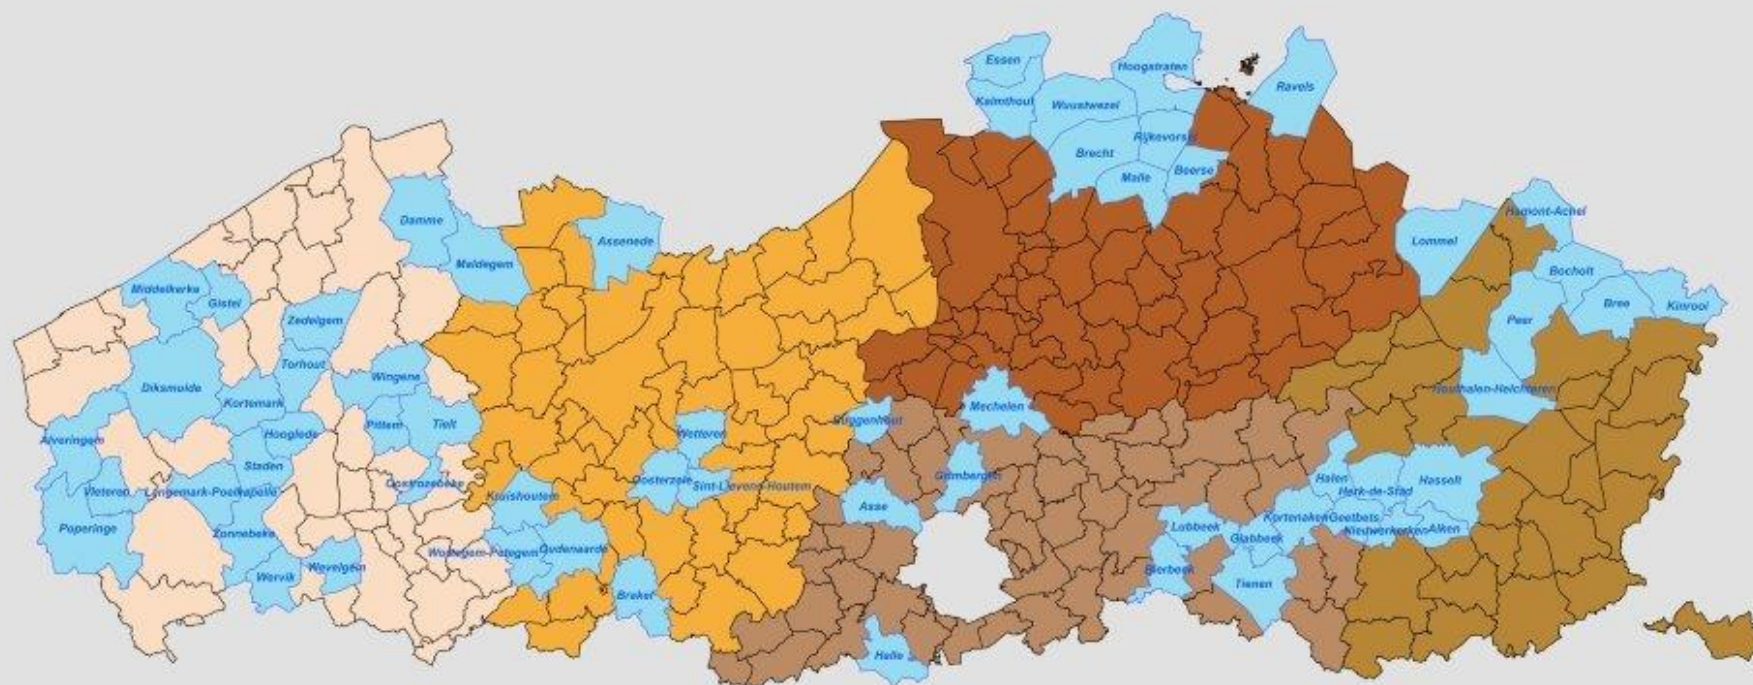 Essen
Hoogstraten
Ravels
Kalmthout
Wuustwezel
Rijkevorsel
Brecht
Beerse
Malle
Damme
Hamont-Achel
Assenede
Lommel
Maldegem
Bocholt
Middelkerke
Gistel
Bree
Kinrooi
Zedelgem
Peer
Torhout
Wingene
Diksmuide
Houthalen-Helchteren
Kortemark
Mechelen
Pittem
Tielt
Buggenhout
Hooglede
Wetteren
Alveringem
Staden
Oostrozebeke
Oosterzele
Sint-Lievens-Houtem
Grimbergen
Halen
Hasselt
Vleteren
Langemark-Poelkapelle
Kruishoutem
Herk-de-Stad
Asse
Kortenaken
Geetbets
Poperinge
Zonnebeke
Lubbeek
Nieuwerkerken
Alken
Glabbeek
Wortegem-Petegem
Oudenaarde
Wervik
Wevelgem
Bierbeek
Tienen
Brakel
Halle